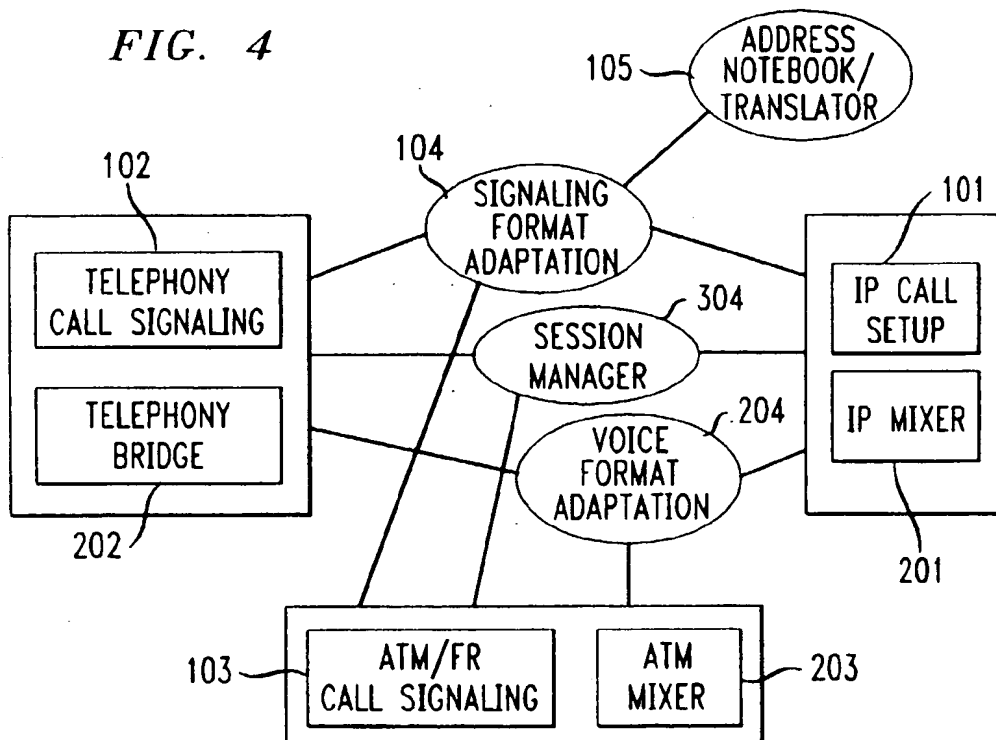 FIG. 4
ADDRESS
NOTEBOOK/
TRANSLATOR
105
104
SIGNALING
FORMAT
ADAPTATION
102
TELEPHONY
CALL SIGNALING
101
IP CALL
SETUP
304
SESSION
MANAGER
TELEPHONY
BRIDGE
202
204
VOICE
FORMAT
ADAPTATION
IP MIXER
201
103
ATM/FR
CALL SIGNALING
ATM
MIXER
203